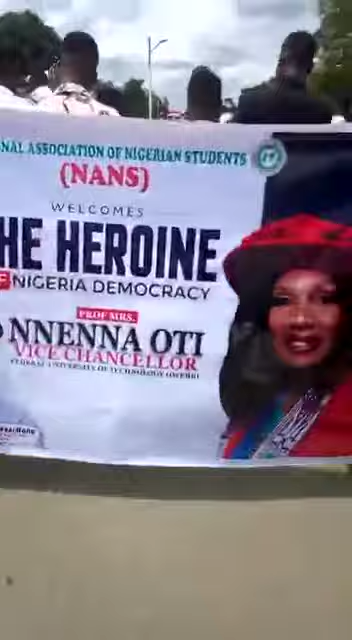 NAL ASSOCIATION OF NIGERIAN STUDENTS
(NANS)
WELCOMES
HE HEROINE
OF NIGERIA DEMOCRACY
PROF MRS.
NNENNA OTI
VICE CHANCELLOR
FEDERAL UNIVERSITY OF TECHNOLOGY OWERRI